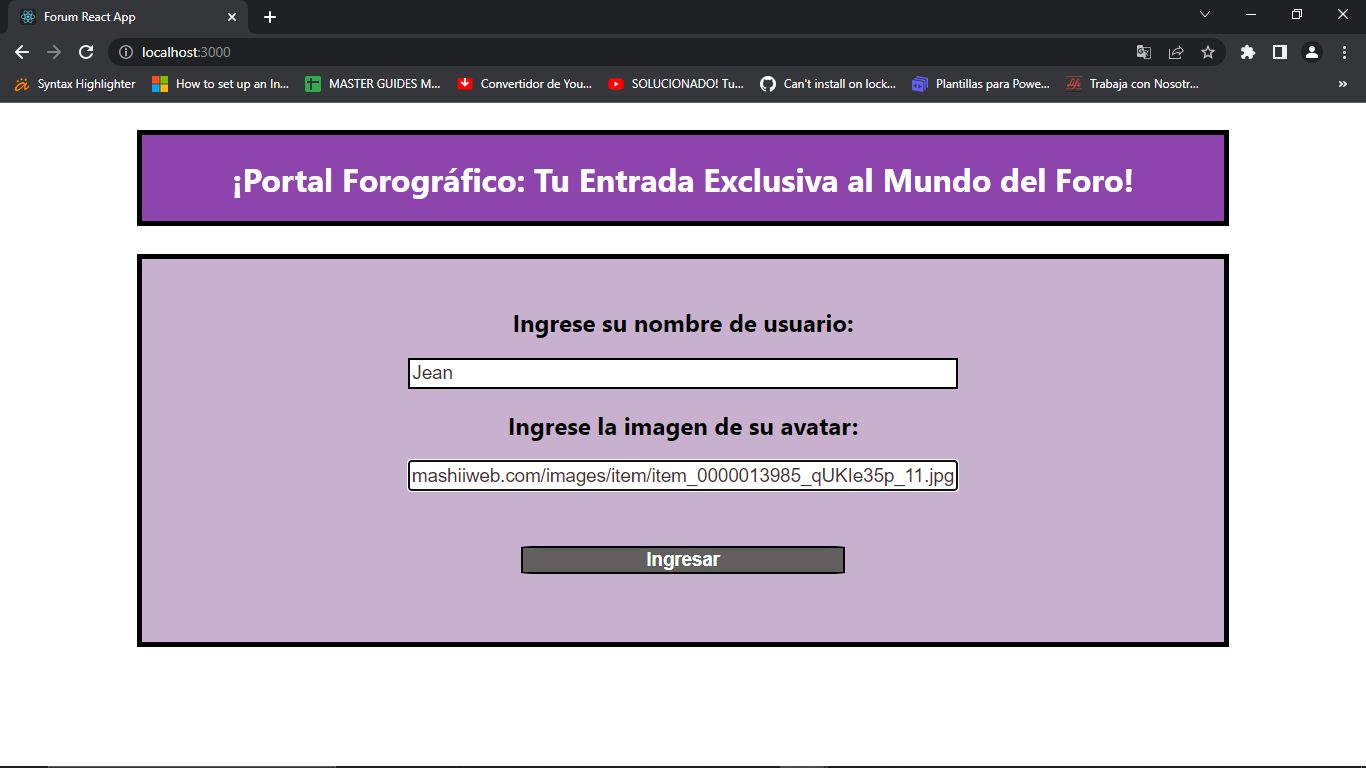 Forum React App
localhost:3000
Syntax Highlighter
How to set up an In...
MASTER GUIDES M...
Convertidor de You...
SOLUCIONADO! Tu...
Can't install on lock...
Plantillas para Powe...
Trabaja con Nosotr...
¡Portal Forográfico: Tu Entrada Exclusiva al Mundo del Foro!
Ingrese su nombre de usuario:
Jean
Ingrese la imagen de su avatar:
mashiiweb.com/images/item/item_0000013985_qUKIe35p_11.jpg
Ingresar